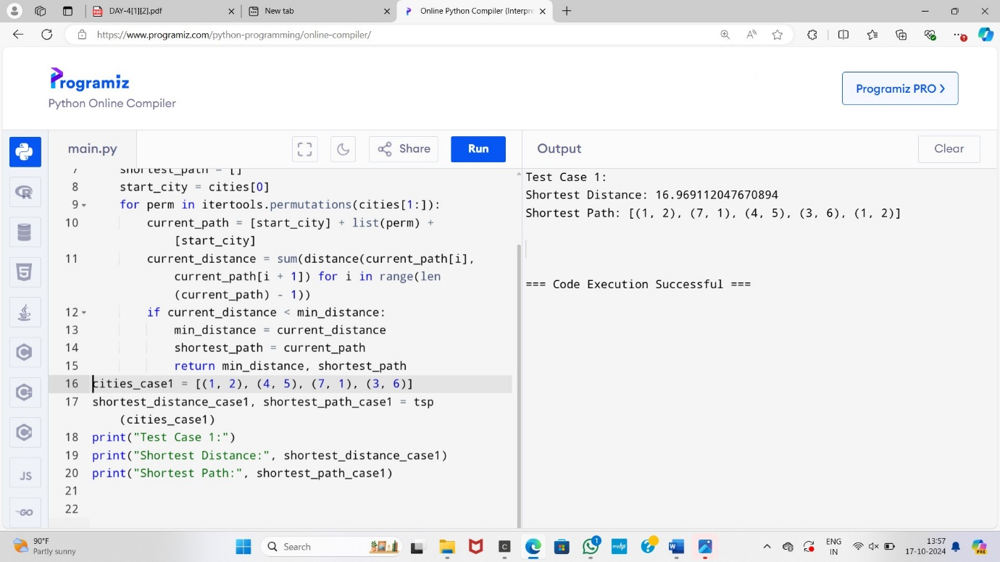 DAY-4[1][2].pdf
New tab
Online Python Compiler (Interpre
https://www.programiz.com/python-programming/online-compiler/
Programiz
Python Online Compiler
Programiz PRO >
main.py
Share
Run
Output
Clear
7 shortest_path = []
8 start_city = cities[0]
9 for perm in itertools.permutations(cities[1:]):
10 current_path = [start_city] + list(perm) +
[start_city]
11 current_distance = sum(distance(current_path[i],
current_path[i + 1]) for i in range(len
(current_path) - 1))
12 if current_distance < min_distance:
13 min_distance = current_distance
14 shortest_path = current_path
15 return min_distance, shortest_path
16 cities_case1 = [(1, 2), (4, 5), (7, 1), (3, 6)]
17 shortest_distance_case1, shortest_path_case1 = tsp
(cities_case1)
18 print("Test Case 1:")
19 print("Shortest Distance:", shortest_distance_case1)
20 print("Shortest Path:", shortest_path_case1)
21
22
Test Case 1:
Shortest Distance: 16.969112047670894
Shortest Path: [(1, 2), (7, 1), (4, 5), (3, 6), (1, 2)]
=== Code Execution Successful ===
JS
GO
90°F
Partly sunny
Search
ENG
IN
13:57
17-10-2024